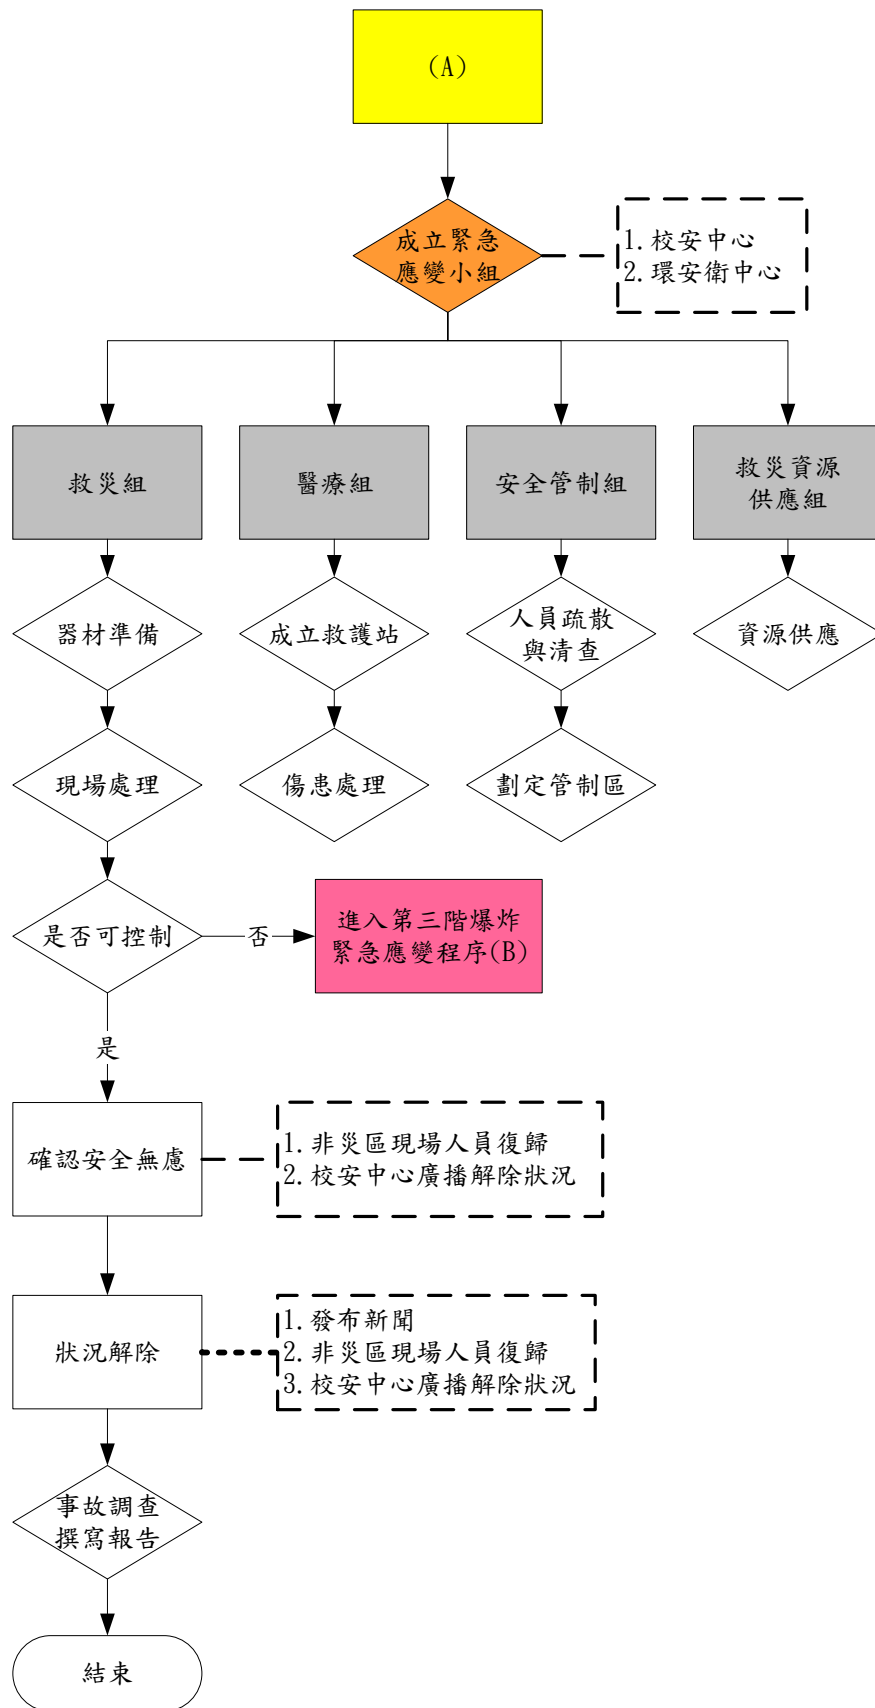 (A)
成立緊急
應變小組
1.校安中心
2.環安衛中心
救災組
醫療組
安全管制組
救災資源
供應組
器材準備
成立救護站
人員疏散
與清查
資源供應
現場處理
傷患處理
劃定管制區
是否可控制
否
進入第三階爆炸
緊急應變程序(B)
是
確認安全無慮
1.非災區現場人員復歸
2.校安中心廣播解除狀況
狀況解除
1.發布新聞
2.非災區現場人員復歸
3.校安中心廣播解除狀況
事故調查
撰寫報告
結束